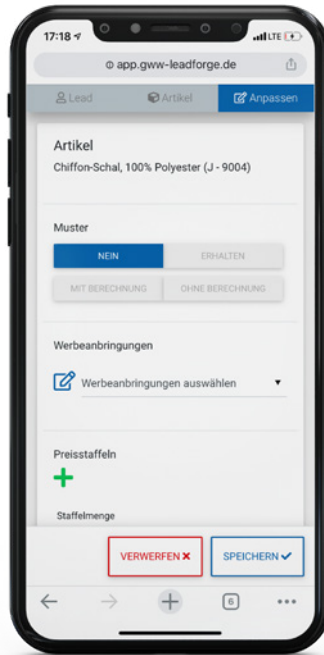 17:18
LTE
app.gww-leadforge.de
Lead
Artikel
Anpassen
Artikel
Chiffon-Schal, 100% Polyester (J - 9004)
Muster
NEIN
ERHALTEN
MIT BERECHNUNG
OHNE BERECHNUNG
Werbeanbringungen
Werbeanbringungen auswählen
Preisstaffeln
Staffelmenge
VERWERFEN
SPEICHERN
6